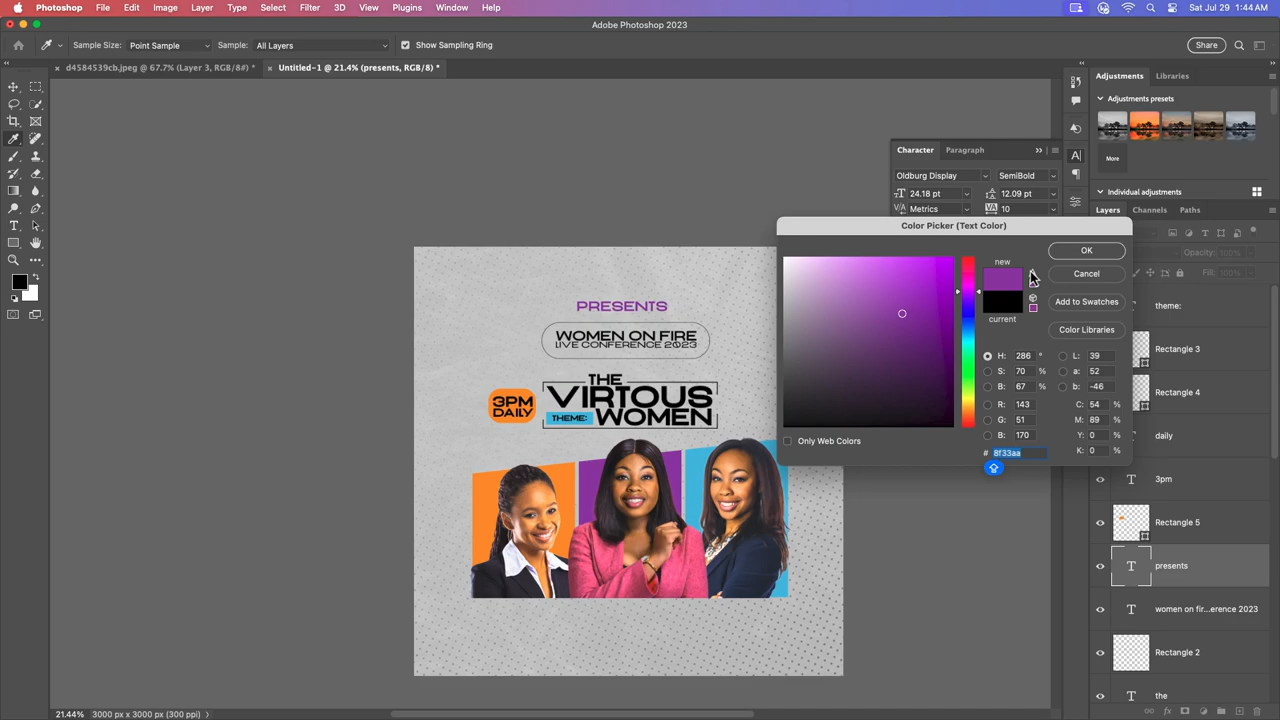 Photoshop File Edit Image Layer Type Select Filter 3D View Plugins Window Help Sat Jul 29 1:44 AM
Adobe Photoshop 2023
Sample Size: Point Sample Sample: All Layers Show Sampling Ring Share
d4584539cb.jpeg @ 67.7% (Layer 3, RGB/8#) * Untitled-1 @ 21.4% (presents, RGB/8) *
Adjustments Libraries
Adjustments presets
More
Individual adjustments
Character Paragraph
Oldburg Display SemiBold
24.18 pt 12.09 pt
Metrics 10
Layers Channels Paths
Opacity:
Fill:
Color Picker (Text Color)
new
current
OK
Cancel
Add to Swatches
Color Libraries
H: 286 °
S: 70 %
B: 67 %
R: 143
G: 51
B: 170
L: 39
a: 52
b: -46
C: 54 %
M: 89 %
Y: 0 %
K: 0 %
# 8f33aa
Only Web Colors
PRESENTS
WOMEN ON FIRE
LIVE CONFERENCE 2023
THE
VIRTOUS
WOMEN
THEME:
3PM
DAILY
theme:
Rectangle 3
Rectangle 4
daily
3pm
Rectangle 5
presents
women on fir...erence 2023
Rectangle 2
the
21.44% 3000 px x 3000 px (300 ppi)